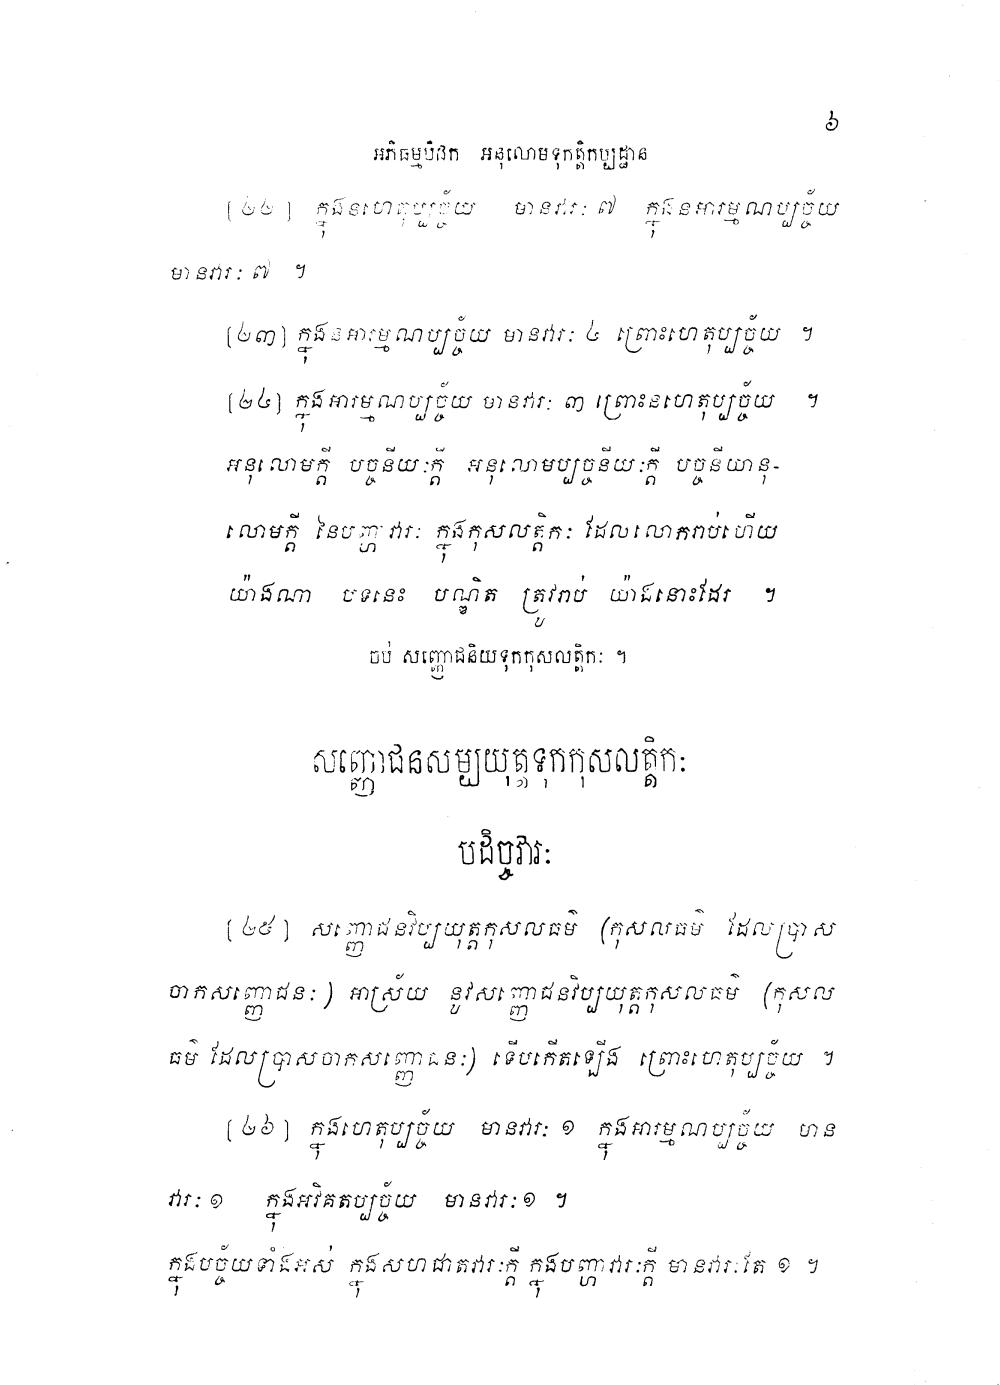 ៦
អភិធម្មបិដក អនុលោមទុកត្តិកប្បដ្ឋាន
[២២] ក្នុងនហេតុប្បច្ច័យ មានវារៈ ៧ ក្នុងនអារម្មណប្បច្ច័យ
មានវារៈ ៧ ។
[២៣] ក្នុងនអារម្មណប្បច្ច័យ មានវារៈ ៤ ព្រោះហេតុប្បច្ច័យ ។
[២៤] ក្នុងអារម្មណប្បច្ច័យ មានវារៈ ៣ ព្រោះនហេតុប្បច្ច័យ ។
អនុលោមក្តី បច្ចនីយៈក្តី អនុលោមប្បច្ចនីយៈក្តី បច្ចនីយានុ-
លោមក្តី នៃបញ្ហាវារៈ ក្នុងកុសលត្តិកៈ ដែលលោករាប់ហើយ
យ៉ាងណា បទនេះ បណ្ឌិត ត្រូវរាប់ យ៉ាងនោះដែរ ។
ចប់ សញ្ញោជនិយទុកកុសលត្តិកៈ ។
សញ្ញោជនសម្បយុត្តទុកកុសលត្តិកៈ
បដិច្ចវារៈ
[២៥] សញ្ញោជនវិប្បយុត្តកុសលធម៌ (កុសលធម៌ ដែលប្រាស
ចាកសញ្ញោជនៈ) អាស្រ័យ នូវសញ្ញោជនវិប្បយុត្តកុសលធម៌ (កុសល
ធម៌ ដែលប្រាសចាកសញ្ញោជនៈ) ទើបកើតឡើង ព្រោះហេតុប្បច្ច័យ ។
[២៦] ក្នុងហេតុប្បច្ច័យ មានវារៈ ១ ក្នុងអារម្មណប្បច្ច័យ មាន
វារៈ ១ ក្នុងអវិគតប្បច្ច័យ មានវារៈ ១ ។
ក្នុងបច្ច័យទាំងអស់ ក្នុងសហជាតវារៈក្តី ក្នុងបញ្ហាវារៈក្តី មានវារៈតែ ១ ។